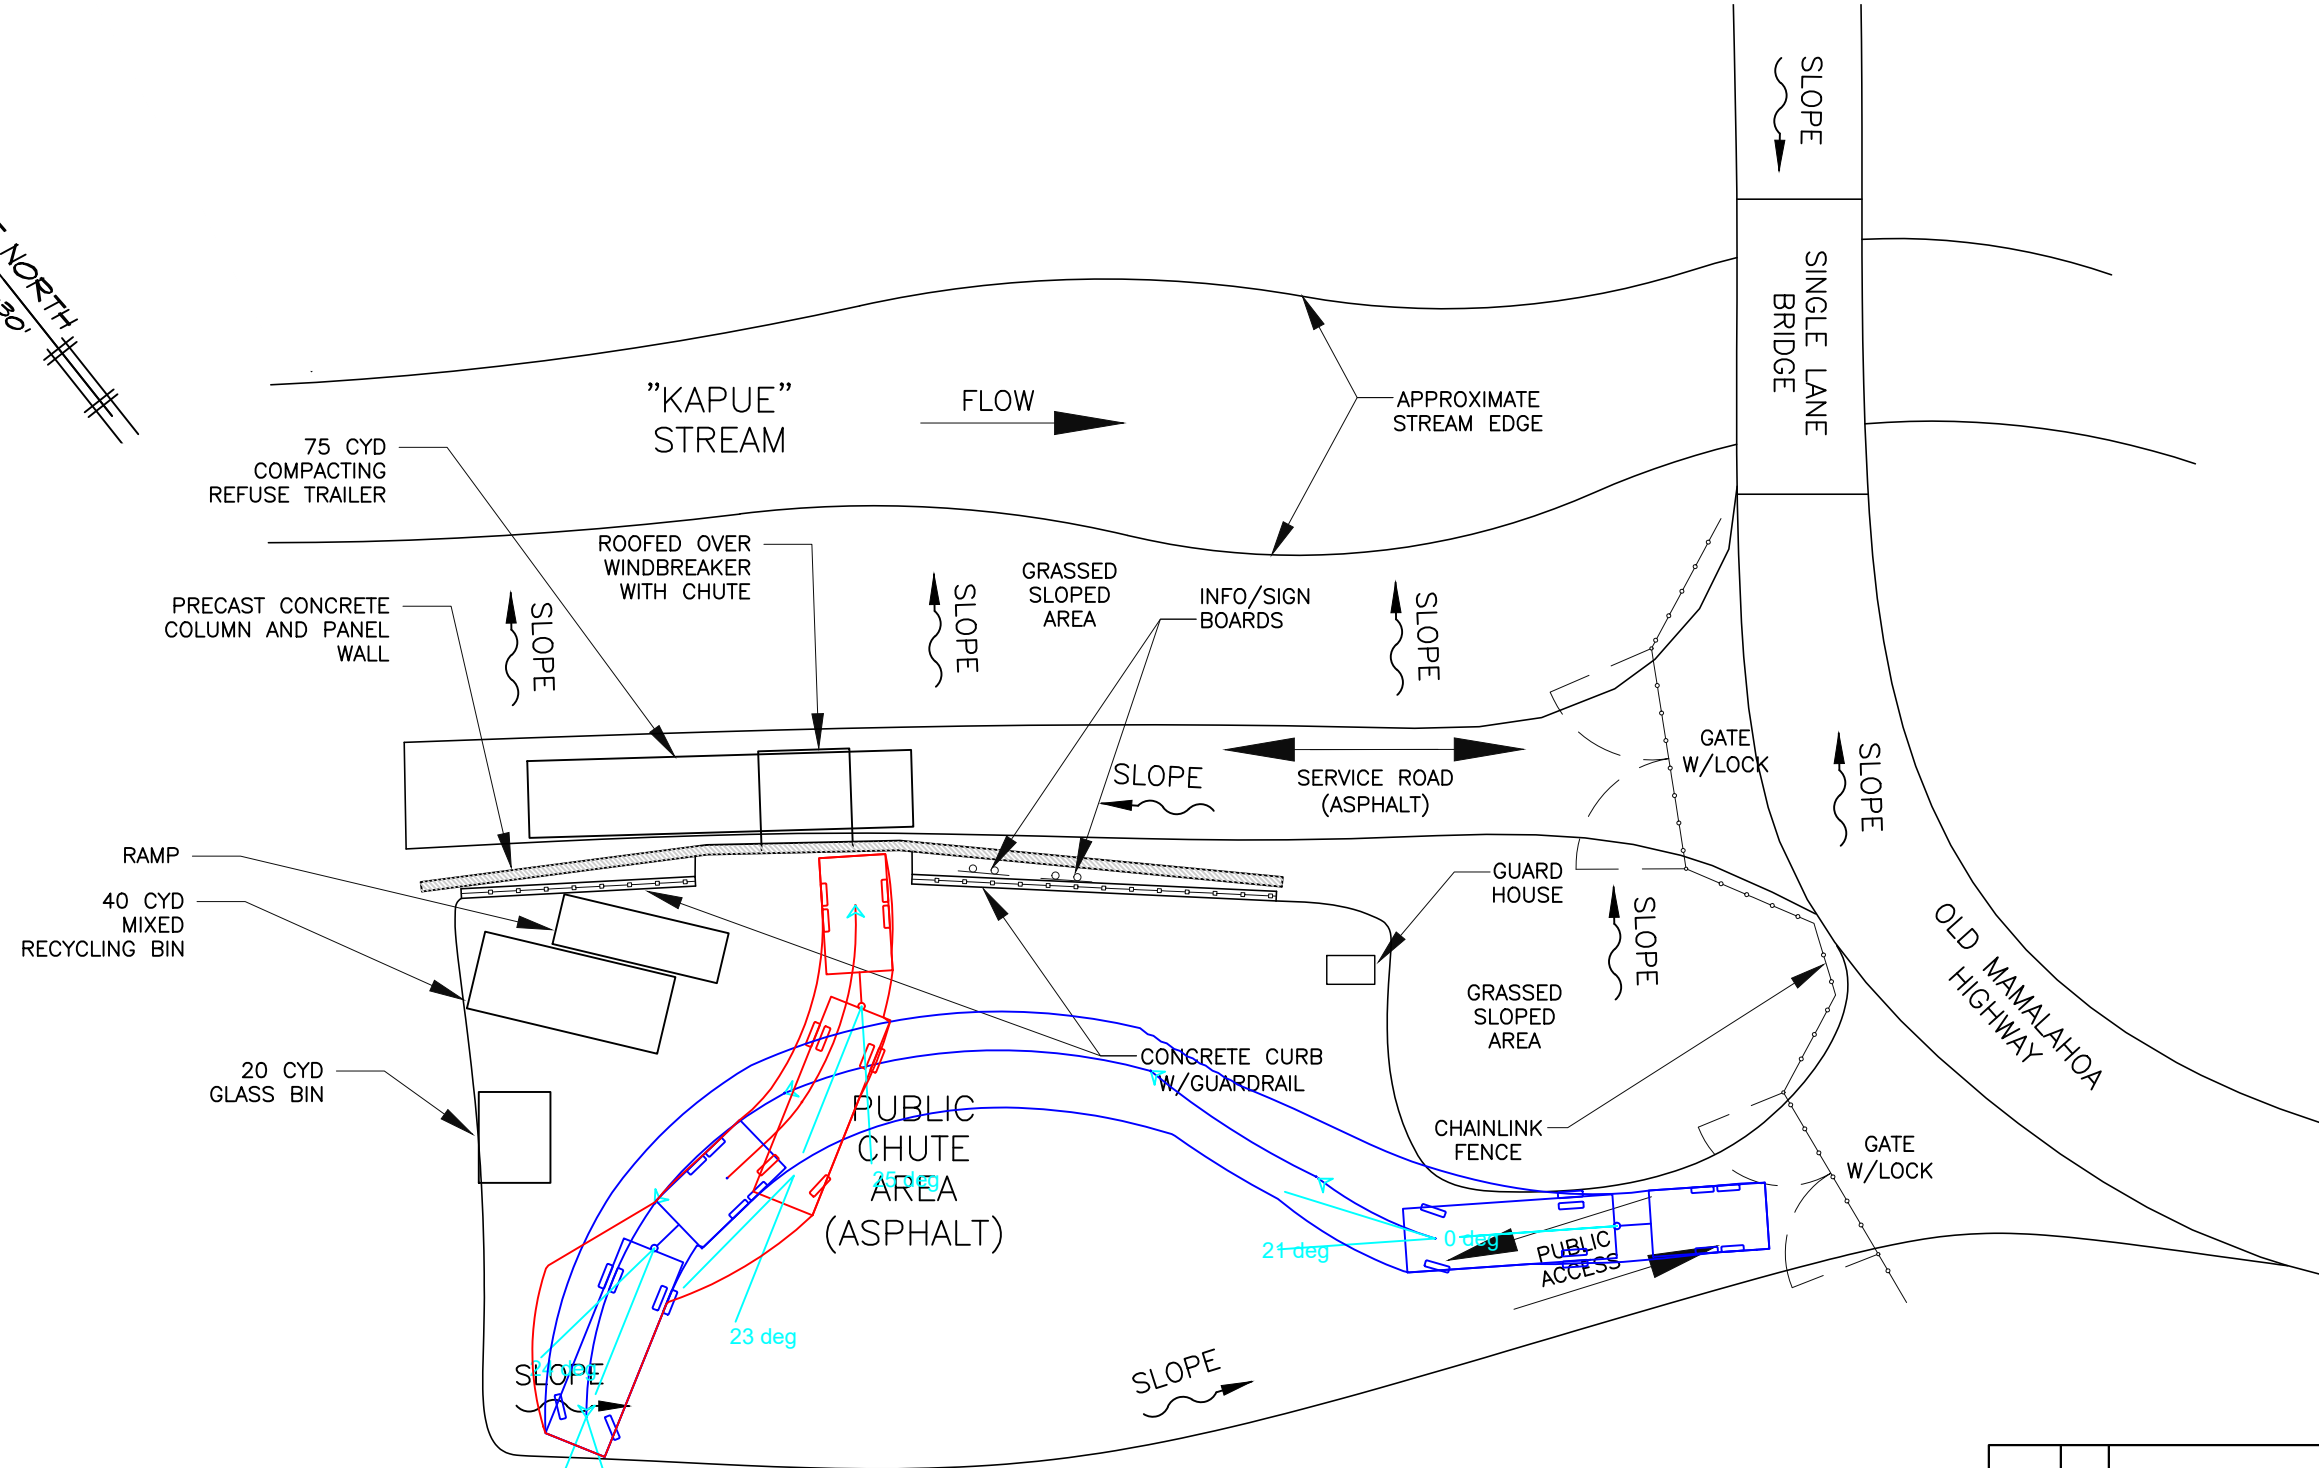 SLOPE
NORTH
30'
SINGLE LANE
BRIDGE
"KAPUE"
STREAM
FLOW
APPROXIMATE
STREAM EDGE
75 CYD
COMPACTING
REFUSE TRAILER
ROOFED OVER
WINDBREAKER
WITH CHUTE
GRASSED
SLOPED
AREA
INFO/SIGN
BOARDS
PRECAST CONCRETE
COLUMN AND PANEL
WALL
SLOPE
SLOPE
SLOPE
GATE
W/LOCK
SLOPE
SLOPE
SERVICE ROAD
(ASPHALT)
RAMP
40 CYD
MIXED
RECYCLING BIN
GUARD
HOUSE
SLOPE
OLD MAMALAHOA
HIGHWAY
GRASSED
SLOPED
AREA
20 CYD
GLASS BIN
CONCRETE CURB
W/GUARDRAIL
PUBLIC
CHUTE
AREA
(ASPHALT)
25 deg
CHAINLINK
FENCE
GATE
W/LOCK
21 deg
0 deg
PUBLIC
ACCESS
23 deg
24 deg
SLOPE
SLOPE